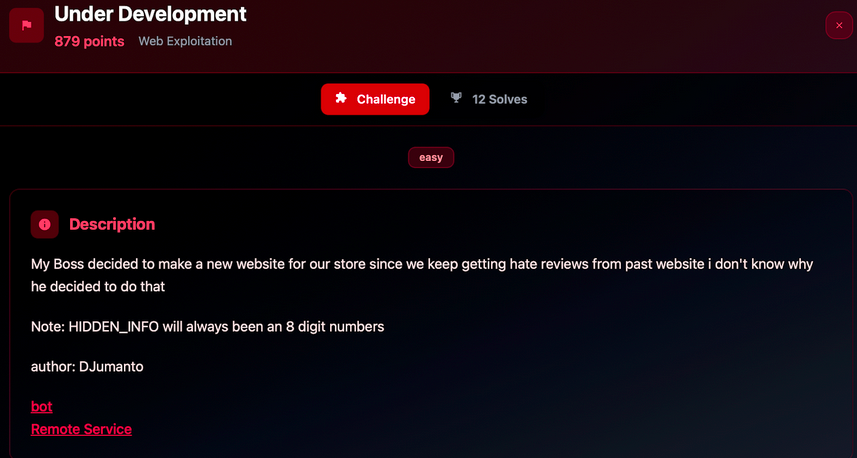 Under Development
879 points Web Exploitation
Challenge 12 Solves
easy
Description
My Boss decided to make a new website for our store since we keep getting hate reviews from past website i don't know why
he decided to do that
Note: HIDDEN_INFO will always been an 8 digit numbers
author: DJumanto
bot
Remote Service